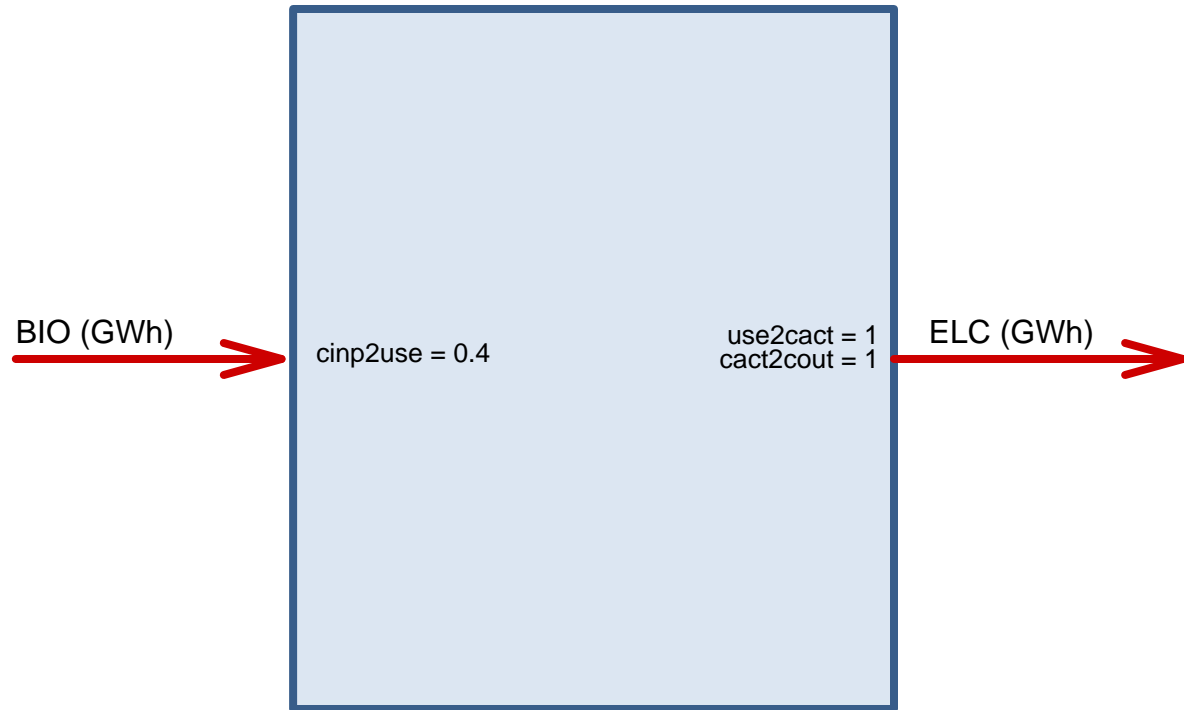 BIO (GWh)
cinp2use = 0.4
use2cact = 1
cact2cout = 1
ELC (GWh)